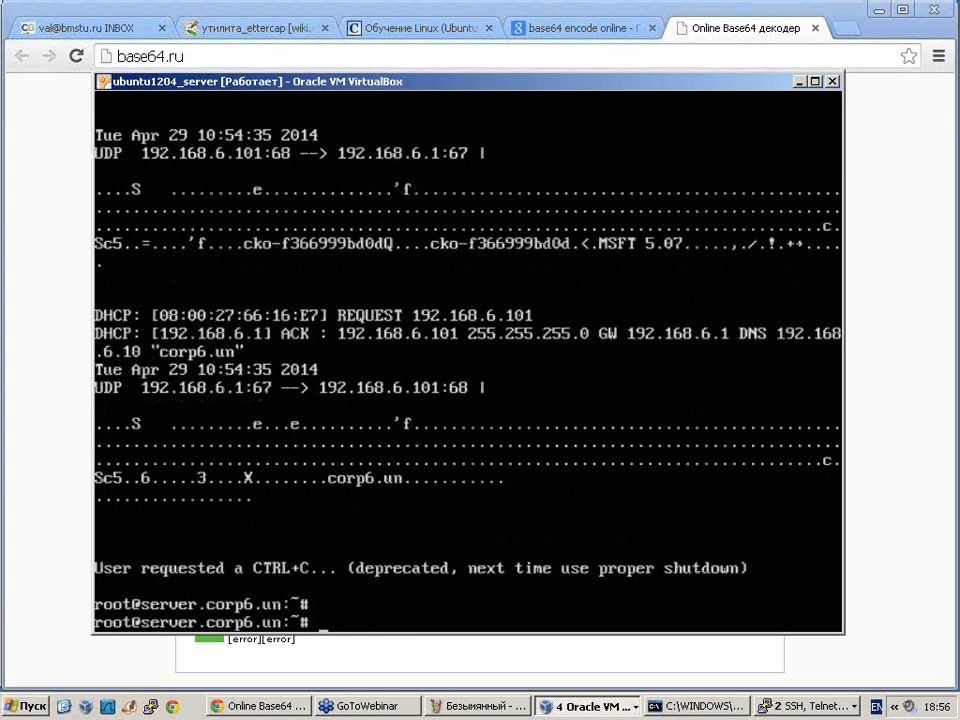 val@bmstu.ru INBOX
утилита_ettercap [wiki.
Обучение Linux (Ubuntu
base64 encode online - П
Online Base64 декодер
base64.ru
ubuntu1204_server [Работает] - Oracle VM VirtualBox
Tue Apr 29 10:54:35 2014
UDP  192.168.6.101:68 --> 192.168.6.1:67 |
....S   .........e..............'f..............................................
................................................................................
..............................................................................c.
Sc5..=....'f....cko-f366999bd0dQ....cko-f366999bd0d.<.MSFT 5.07.....,./.!.++....
.
DHCP: [08:00:27:66:16:E7] REQUEST 192.168.6.101
DHCP: [192.168.6.1] ACK : 192.168.6.101 255.255.255.0 GW 192.168.6.1 DNS 192.168
.6.10 "corp6.un"
Tue Apr 29 10:54:35 2014
UDP  192.168.6.1:67 --> 192.168.6.101:68 |
....S   .........e...e..........'f..............................................
................................................................................
..............................................................................c.
Sc5..6.....3....X........corp6.un...........
.................
User requested a CTRL+C... (deprecated, next time use proper shutdown)
root@server.corp6.un:~#
root@server.corp6.un:~# _
[error][error]
Пуск
Online Base64 ...
GoToWebinar
Безымянный - ...
4 Oracle VM ...
C:\WINDOWS\...
2 SSH, Telnet...
EN
«
18:56